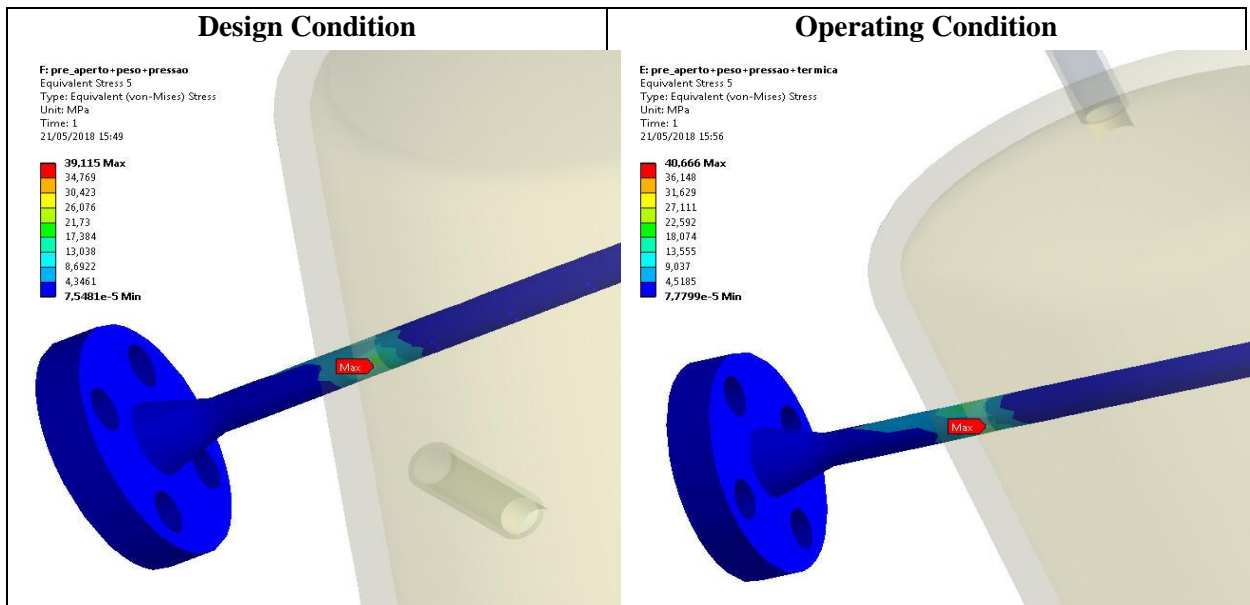 Design Condition
F: pre_aperto+peso+pressao
Equivalent Stress 5
Type: Equivalent (von-Mises) Stress
Unit: MPa
Time: 1
21/05/2018 15:49
39,115 Max
34,769
30,423
26,076
21,73
17,384
13,038
8,6922
4,3461
7,5481e-5 Min
Max
Operating Condition
E: pre_aperto+peso+pressao+termica
Equivalent Stress 5
Type: Equivalent (von-Mises) Stress
Unit: MPa
Time: 1
21/05/2018 15:56
40,666 Max
36,148
31,629
27,111
22,592
18,074
13,555
9,037
4,5185
7,7799e-5 Min
Max